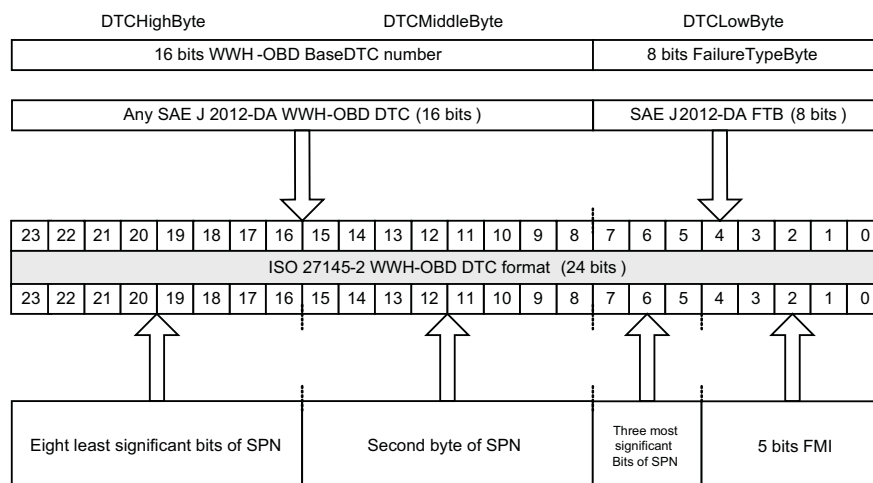 DTCHighByte DTCMiddleByte DTCLowByte
16 bits WWH-OBD BaseDTC number 8 bits FailureTypeByte
Any SAE J 2012-DA WWH-OBD DTC (16 bits ) SAE J2012-DA FTB (8 bits )
23 22 21 20 19 18 17 16 15 14 13 12 11 10 9 8 7 6 5 4 3 2 1 0
ISO 27145-2 WWH-OBD DTC format (24 bits )
23 22 21 20 19 18 17 16 15 14 13 12 11 10 9 8 7 6 5 4 3 2 1 0
Eight least significant bits of SPN Second byte of SPN
Three most
significant
Bits of SPN
5 bits FMI